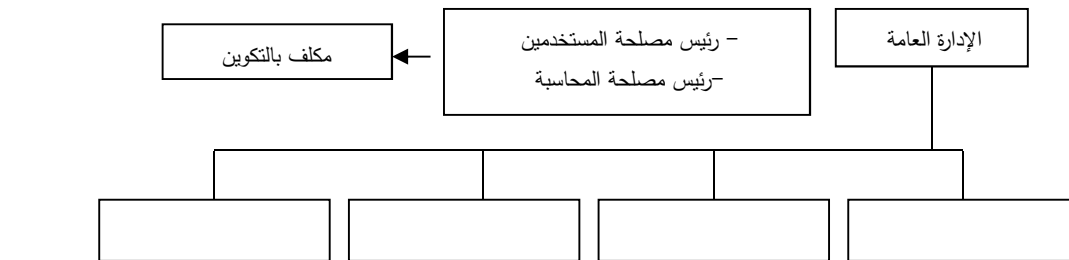 الإدارة العامة
– رئيس مصلحة المستخدمين
–رئيس مصلحة المحاسبة
مكلف بالتكوين